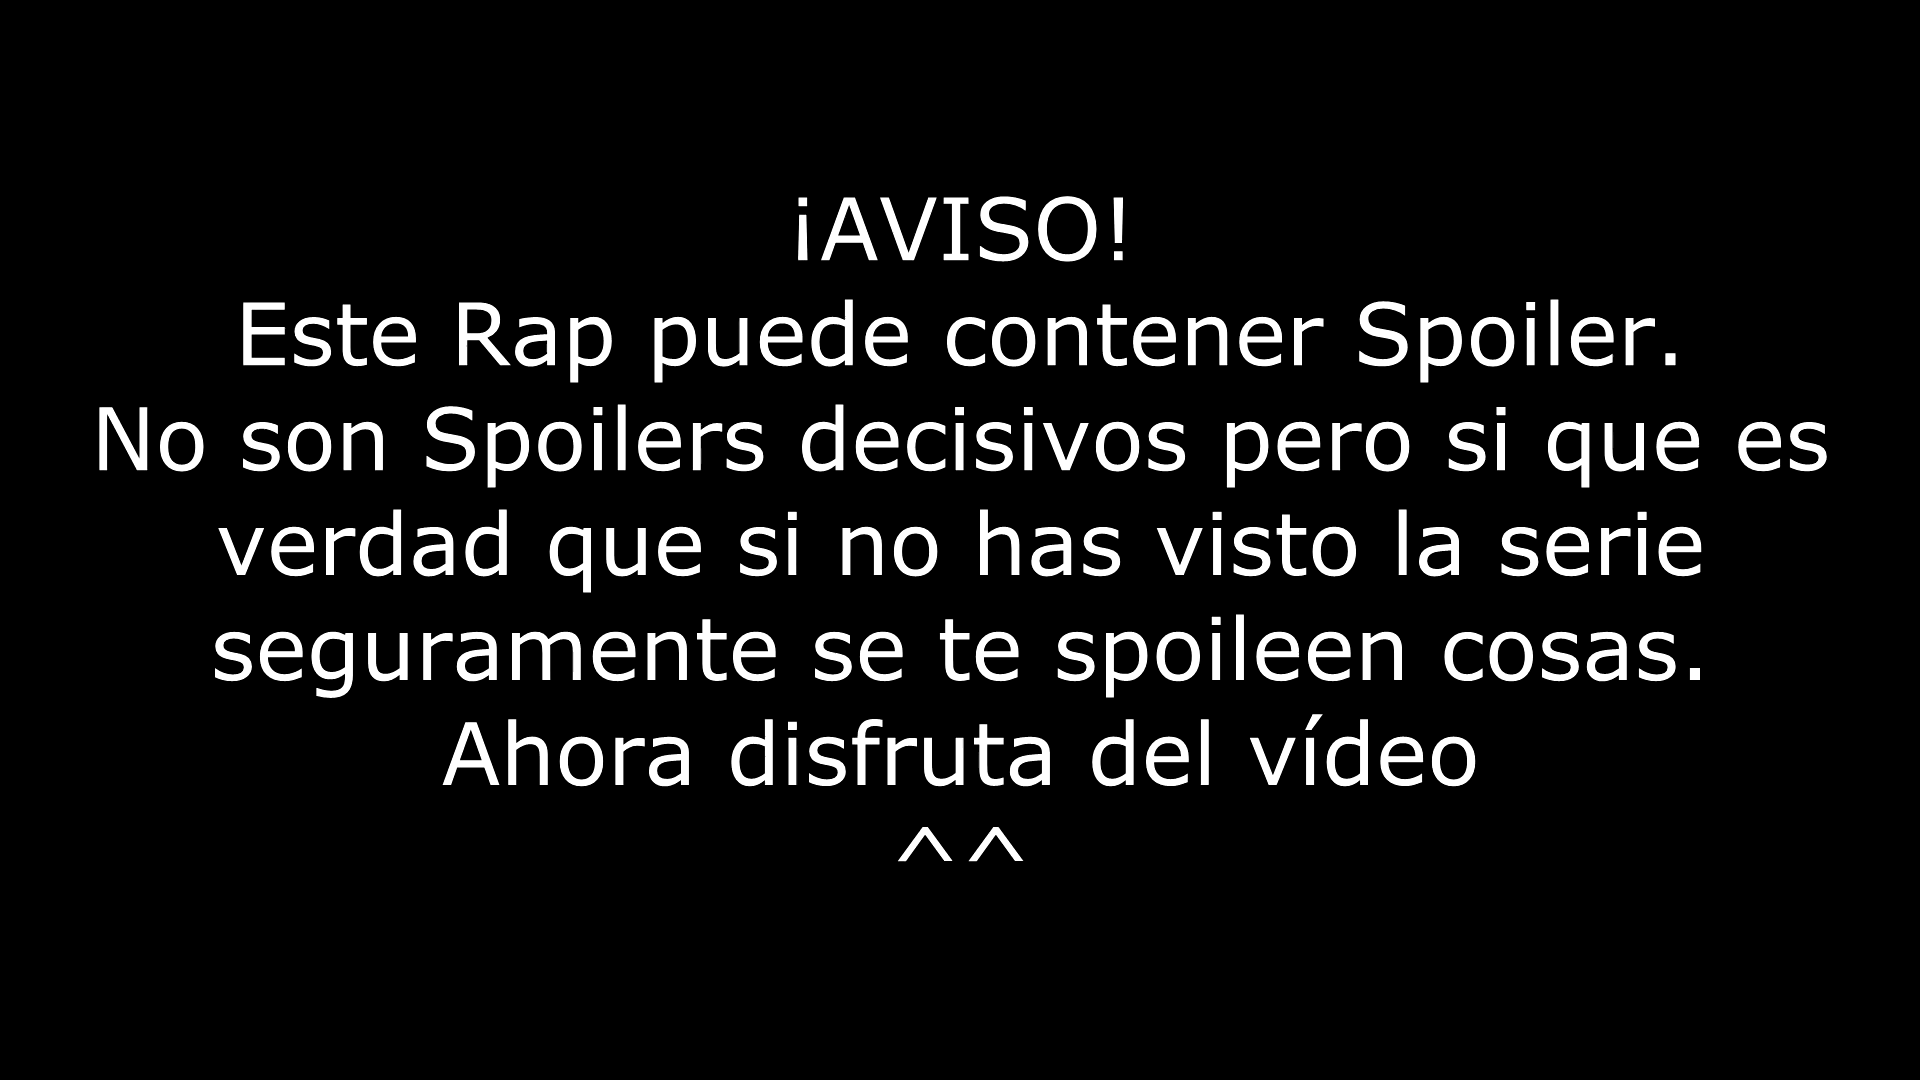 ¡AVISO!
Este Rap puede contener Spoiler.
No son Spoilers decisivos pero si que es
verdad que si no has visto la serie
seguramente se te spoileen cosas.
Ahora disfruta del vídeo
^^